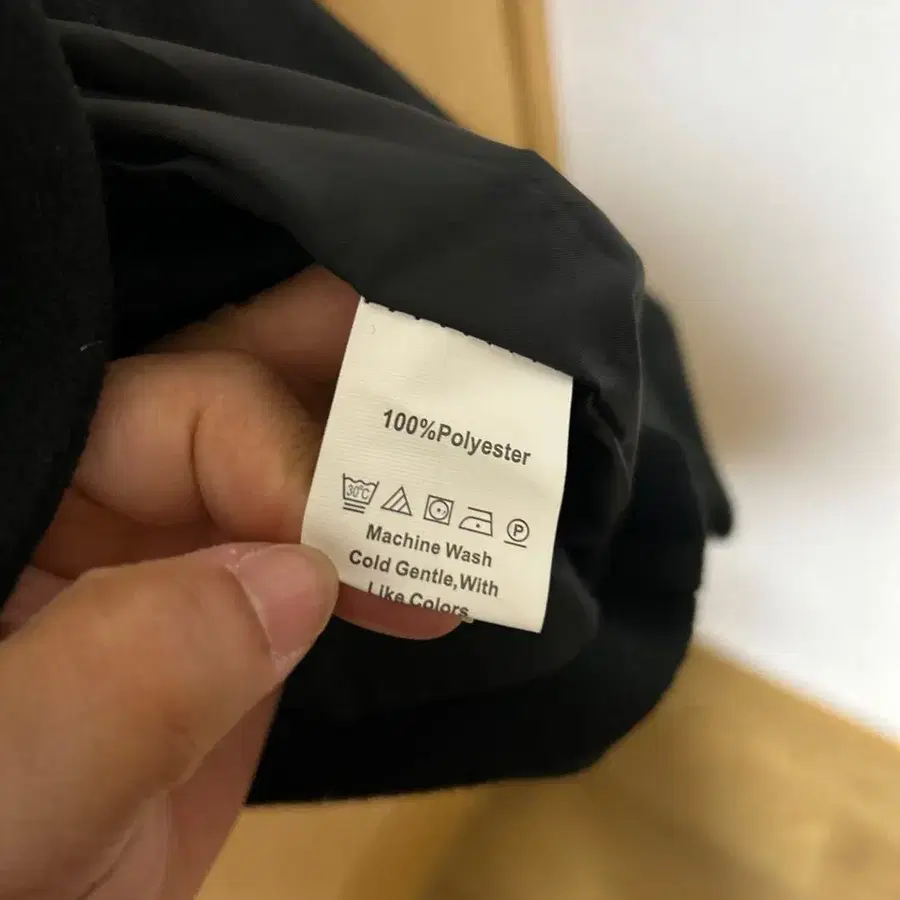 100%Polyester
30°C
P
Machine Wash
Cold Gentle,With
Like Colors